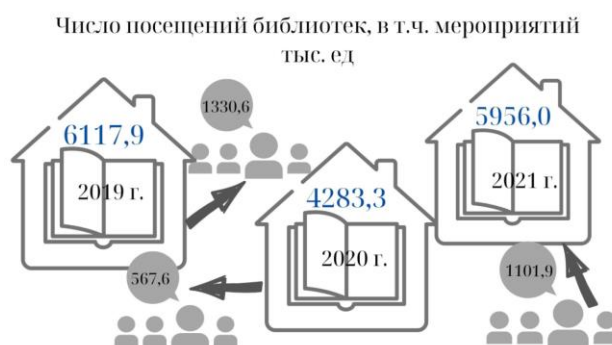 Число посещений библиотек, в т.ч. мероприятий
тыс. ед
1330,6
6117,9
2019 г.
5956,0
2021 г.
4283,3
2020 г.
567,6
1101,9